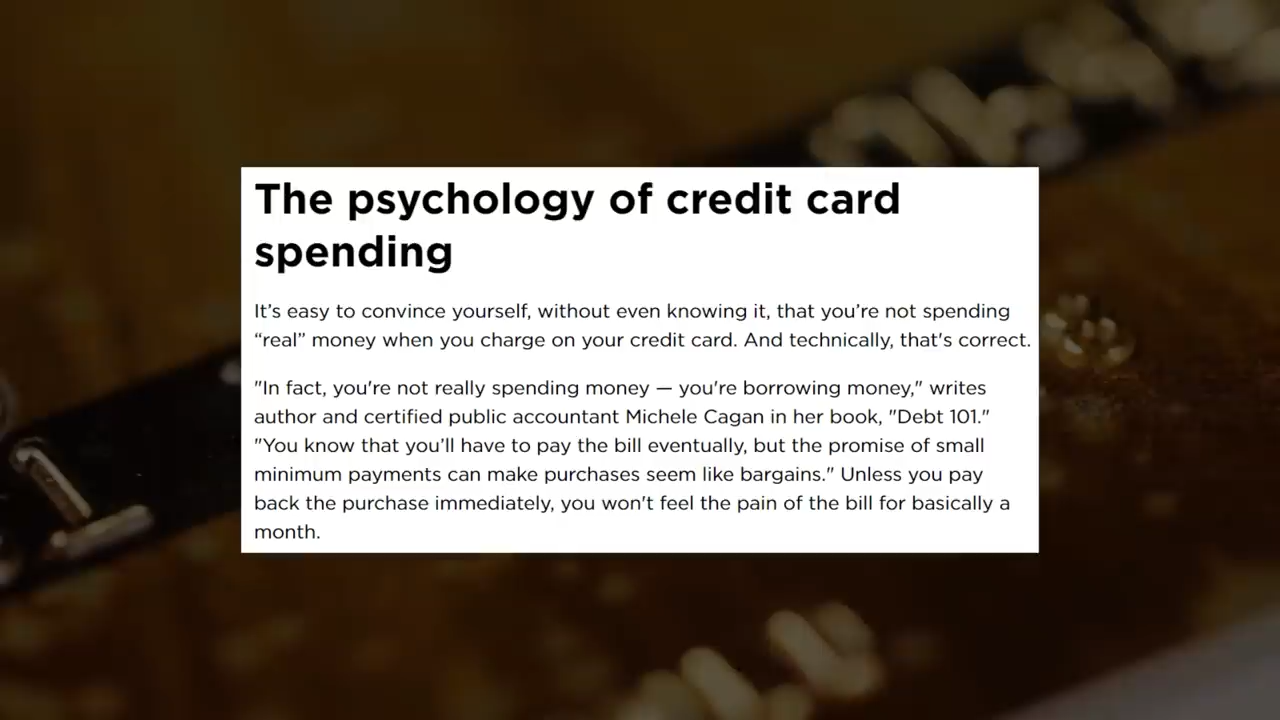 The psychology of credit card
spending
It’s easy to convince yourself, without even knowing it, that you’re not spending
“real” money when you charge on your credit card. And technically, that's correct.
"In fact, you're not really spending money — you're borrowing money," writes
author and certified public accountant Michele Cagan in her book, "Debt 101."
"You know that you’ll have to pay the bill eventually, but the promise of small
minimum payments can make purchases seem like bargains." Unless you pay
back the purchase immediately, you won't feel the pain of the bill for basically a
month.